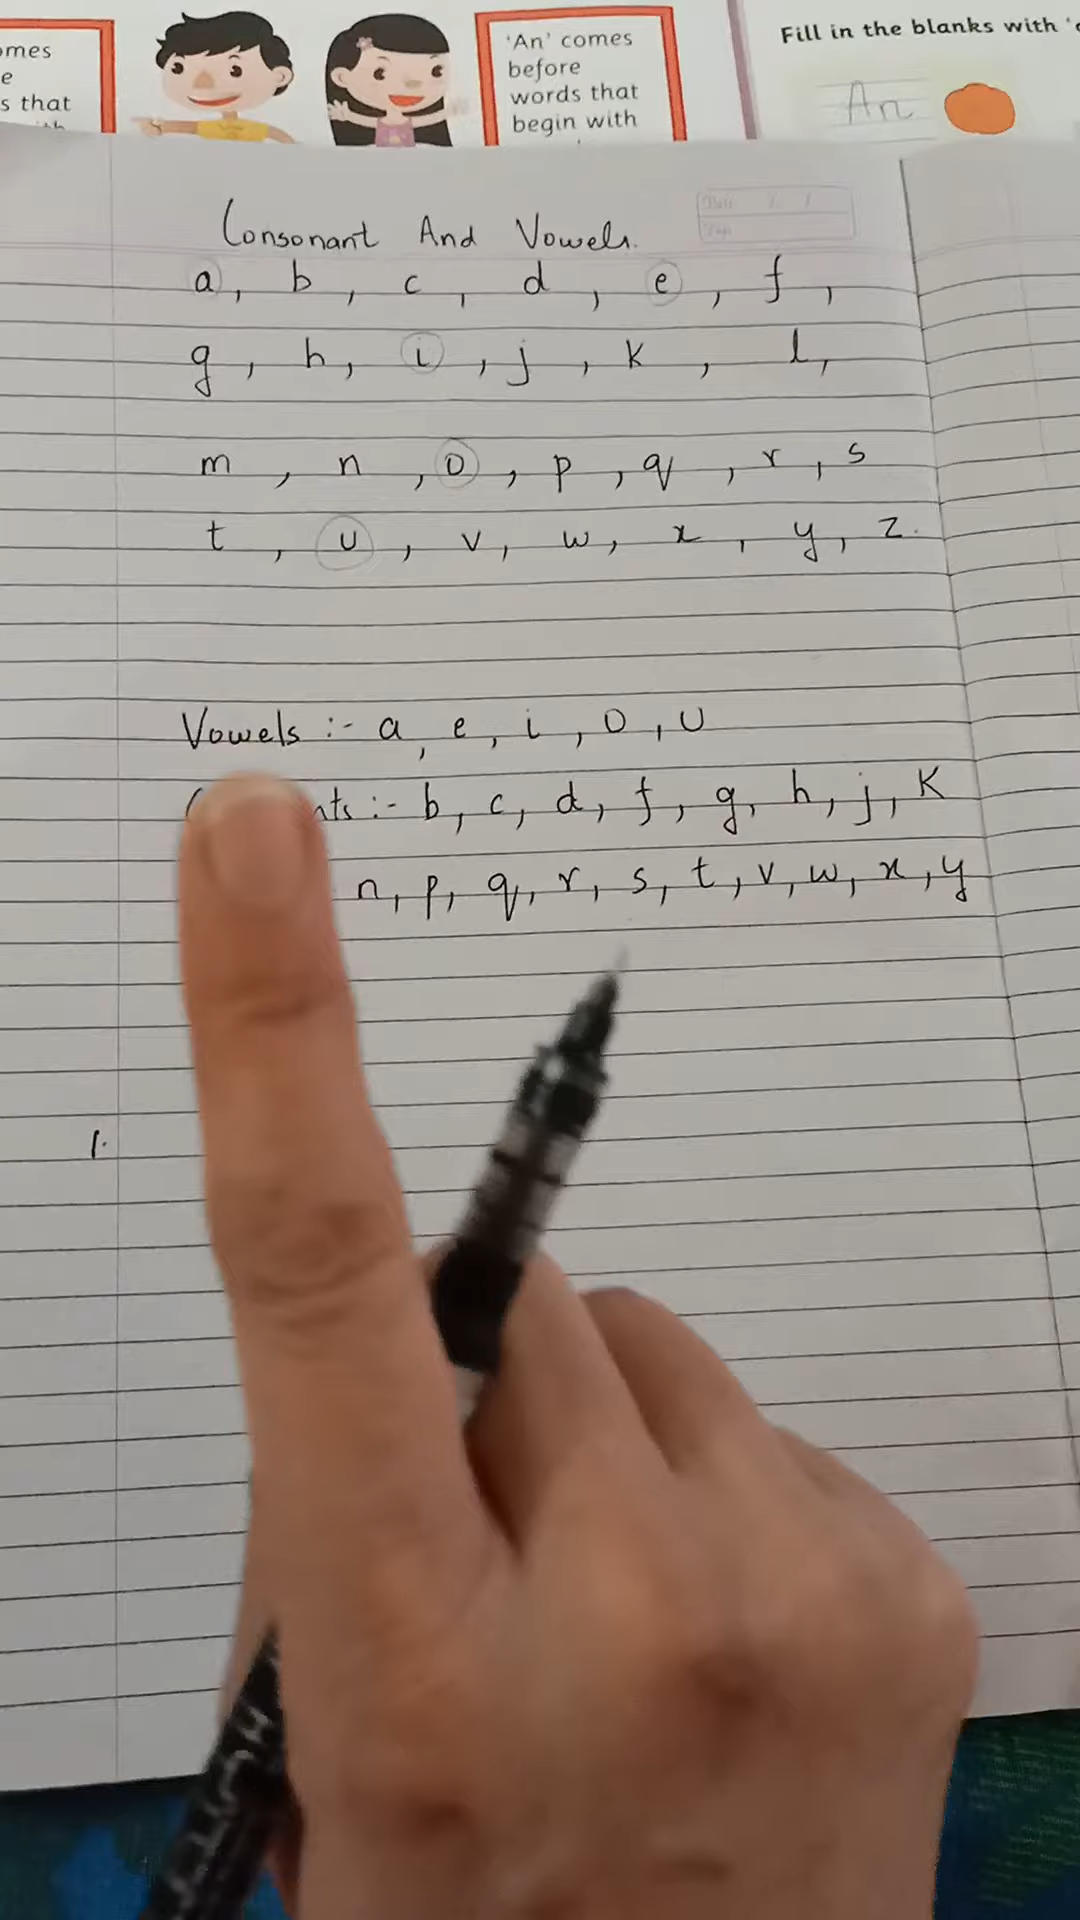 omes
e
s that
'An' comes
before
words that
begin with
Fill in the blanks with '
An
Consonant And Vowels.
a, b, c, d, e, f,
g, h, i, j, k, l,
m, n, o, p, q, r, s
t, u, v, w, x, y, z.
Vowels :- a, e, i, o, u
nts :- b, c, d, f, g, h, j, K
n, p, q, r, s, t, v, w, x, y
1.